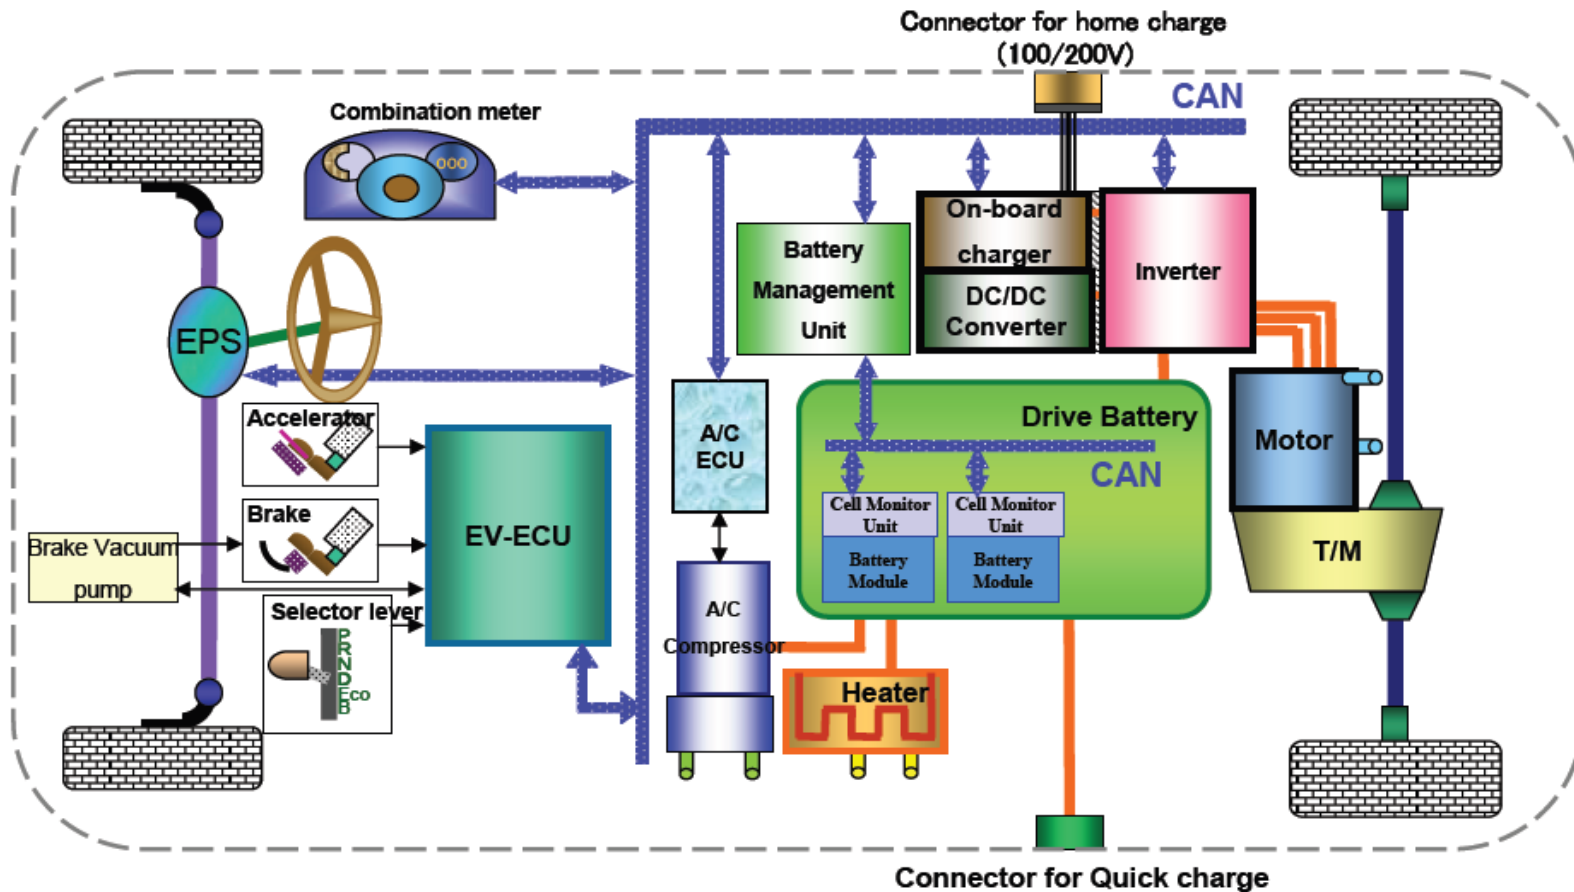 Connector for home charge
(100/200V)
CAN
Combination meter
On-board
charger
Battery
Management
Unit
Inverter
DC/DC
Converter
EPS
Accelerator
Drive Battery
A/C
ECU
Motor
CAN
Cell Monitor
Unit
Cell Monitor
Unit
Brake
EV-ECU
Brake Vacuum
pump
Battery
Module
Battery
Module
T/M
Selector lever
P
R
N
D
Eco
B
A/C
Compressor
Heater
Connector for Quick charge